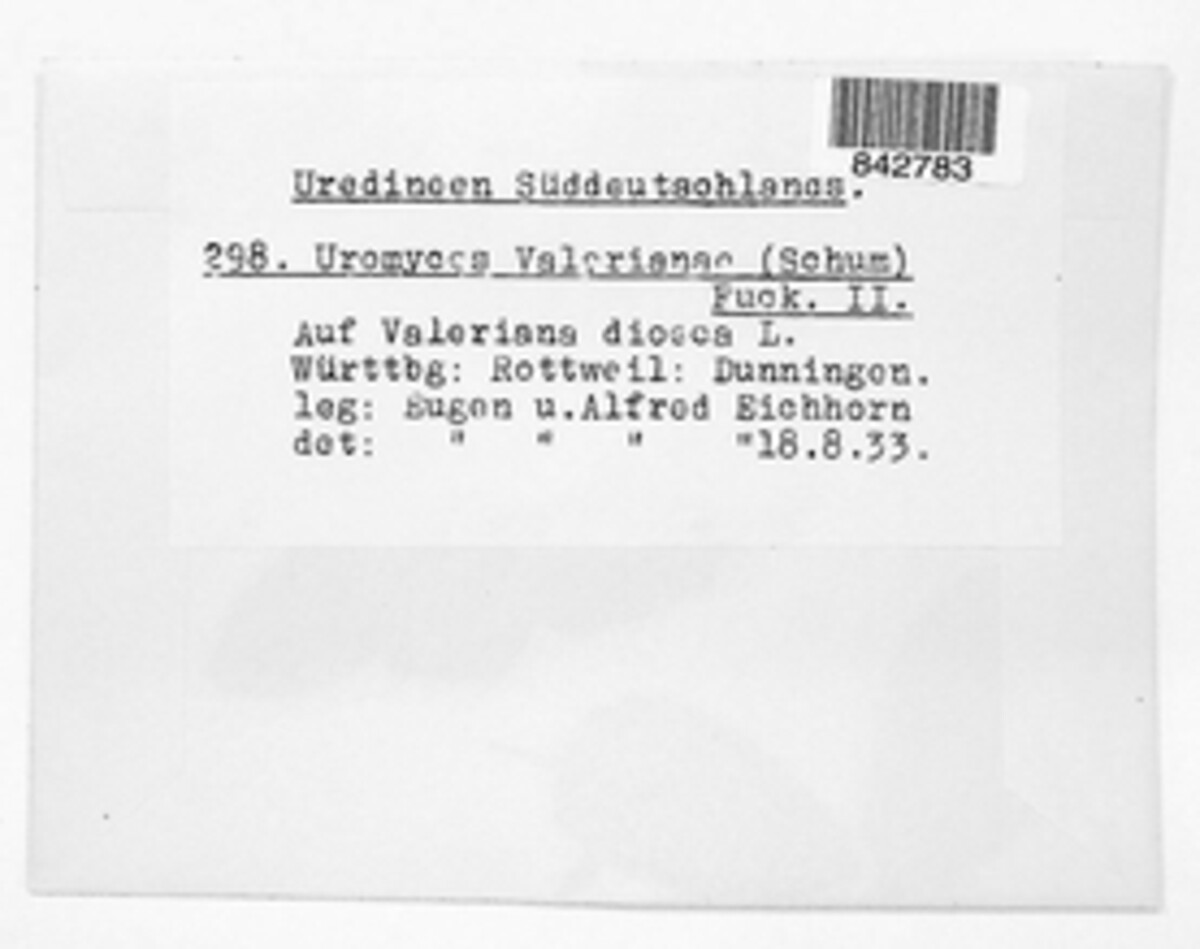 842783
Uredineen Süddeutschlands.
298. Uromyces Valerianae (Schum)
Fuck. II.
Auf Valeriana dioeca L.
Württbg: Rottweil: Dunningen.
leg: Eugen u.Alfred Eichhorn
det: " " " "18.8.33.